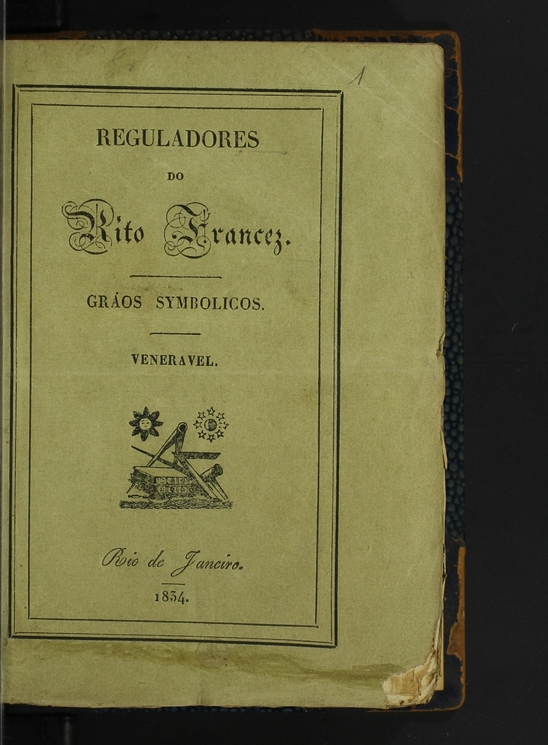 1
REGULADORES
DO
Rito Francez.
GRÁOS SYMBOLICOS.
VENERAVEL.
Rio de Janeiro.
1834.